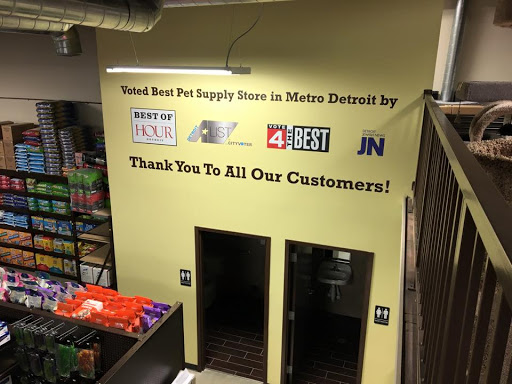 Voted Best Pet Supply Store in Metro Detroit by
BEST OF
HOUR
DETROIT
A LIST
CITYVOTER
VOTE
4 THE BEST
JN
Thank You To All Our Customers!